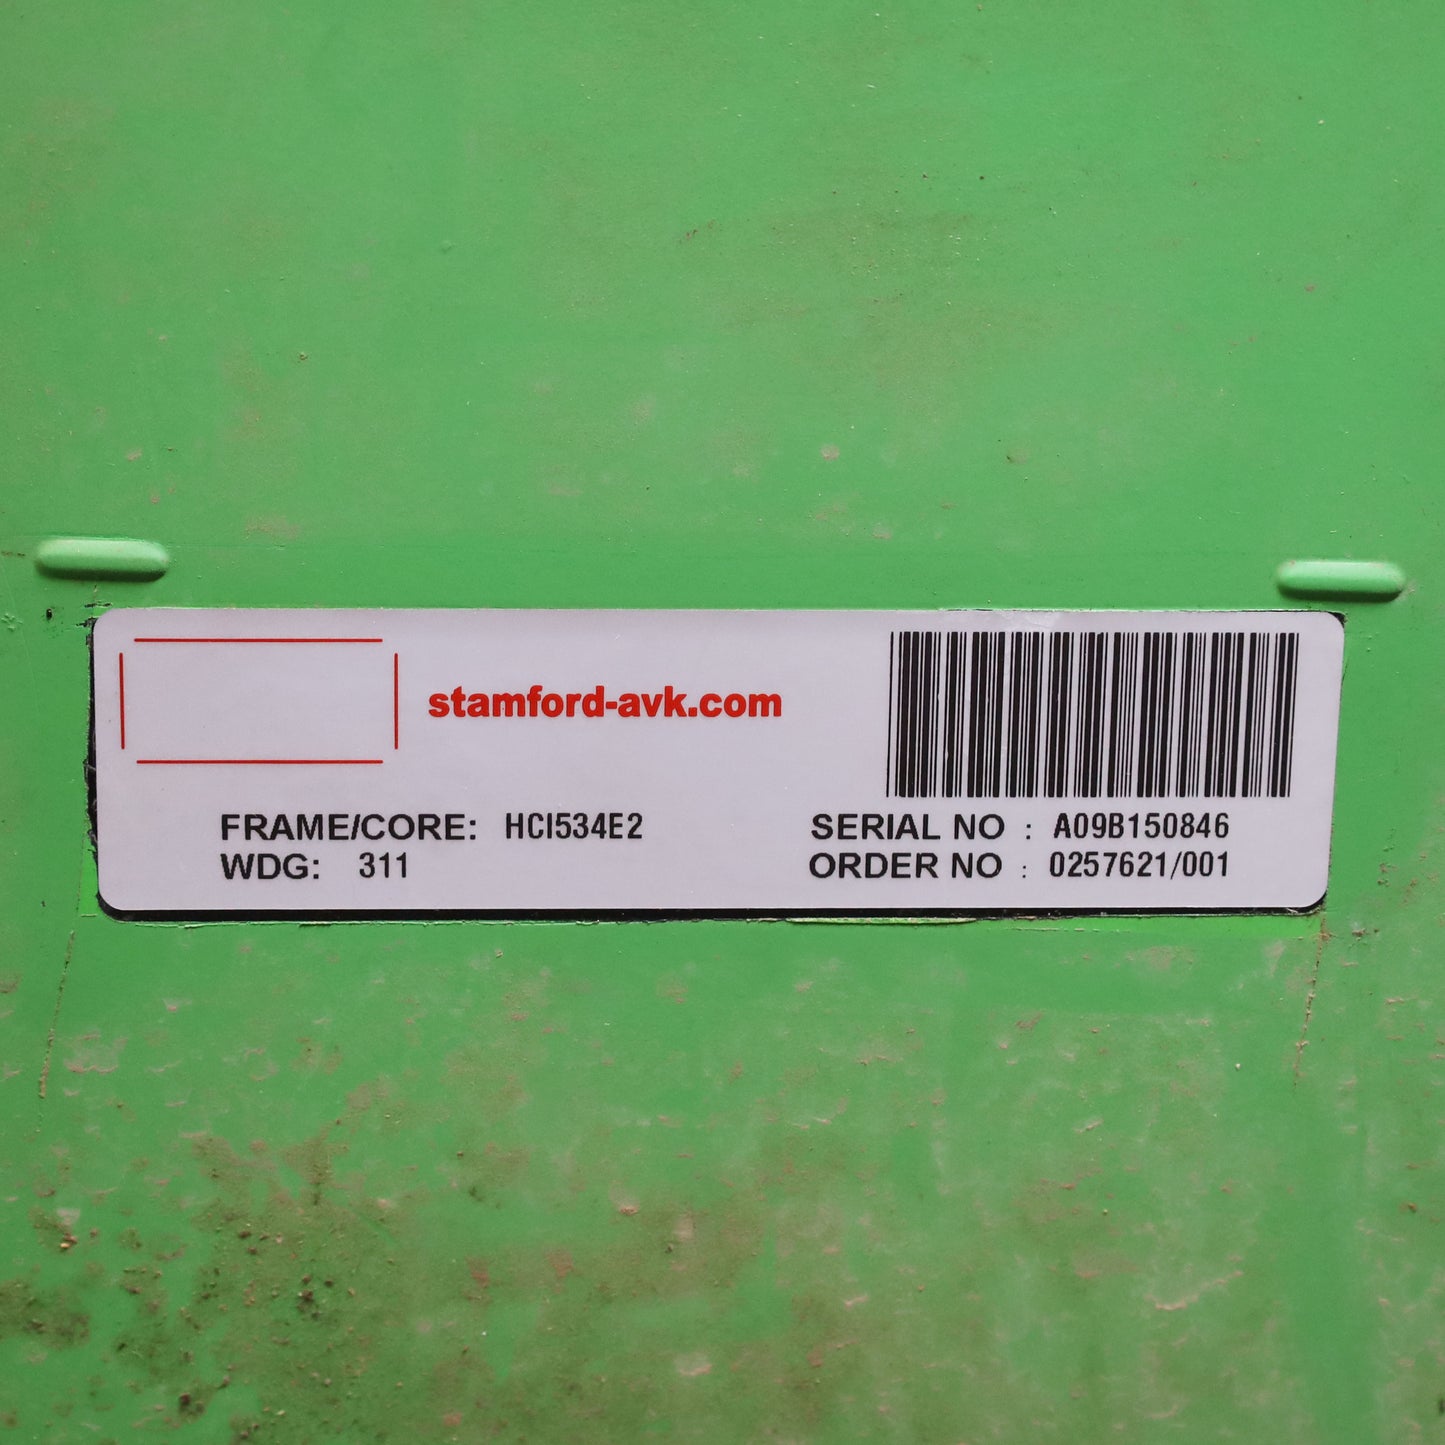 stamford-avk.com
FRAME/CORE: HCI534E2
WDG: 311
SERIAL NO : A09B150846
ORDER NO : 0257621/001